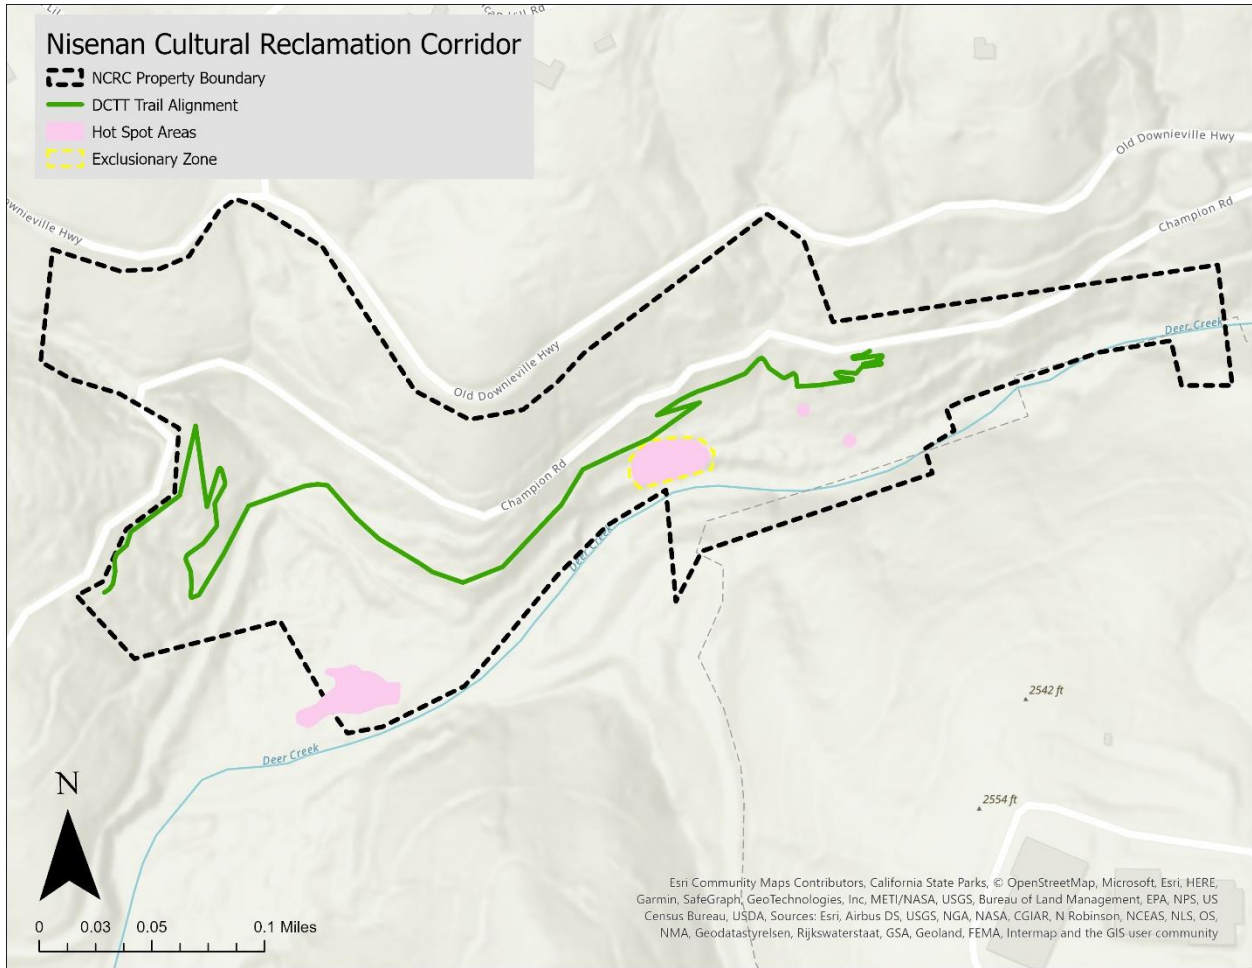 Nisenan Cultural Reclamation Corridor
NCRC Property Boundary
DCTT Trail Alignment
Hot Spot Areas
Exclusionary Zone
Old Downieville Hwy
Champion Rd
ownieville Hwy
Deer Creek
Old Downieville Hwy
Champion Rd
Deer Creek
2542 ft
Deer Creek
2554 ft
N
0 0.03 0.05 0.1 Miles
Esri Community Maps Contributors, California State Parks, © OpenStreetMap, Microsoft, Esri, HERE,
Garmin, SafeGraph, GeoTechnologies, Inc, METI/NASA, USGS, Bureau of Land Management, EPA, NPS, US
Census Bureau, USDA, Sources: Esri, Airbus DS, USGS, NGA, NASA, CGIAR, N Robinson, NCEAS, NLS, OS,
NMA, Geodatastyrelsen, Rijkswaterstaat, GSA, Geoland, FEMA, Intermap and the GIS user community